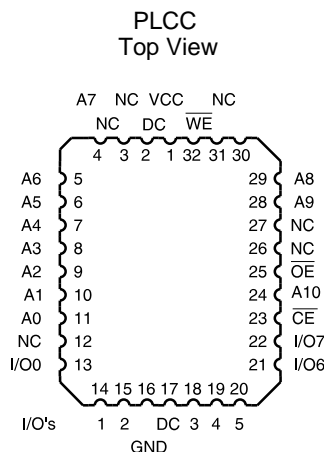 PLCC
Top View
A7 NC VCC NC
NC DC WE
4 3 2 1 32 31 30
A6 5 29 A8
A5 6 28 A9
A4 7 27 NC
A3 8 26 NC
A2 9 25 OE
A1 10 24 A10
A0 11 23 CE
NC 12 22 I/O7
I/O0 13 21 I/O6
14 15 16 17 18 19 20
I/O's 1 2 DC 3 4 5
GND